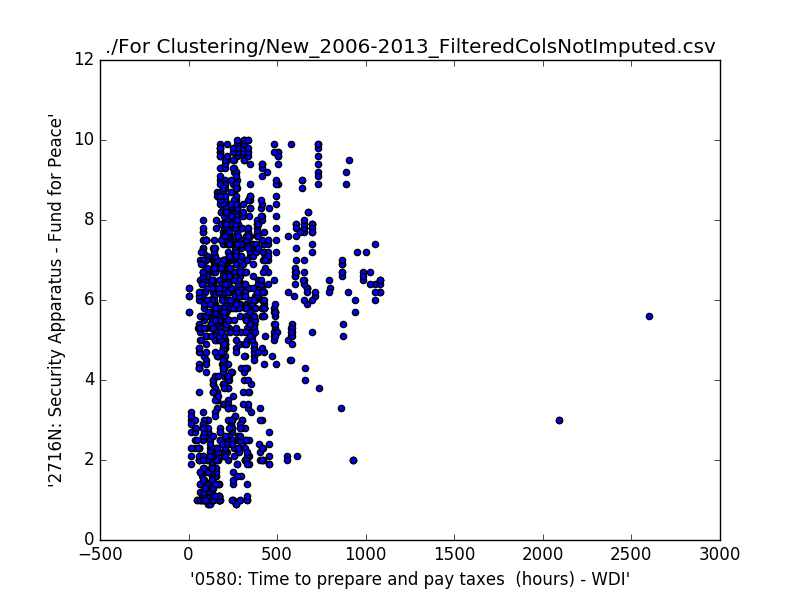 ./For Clustering/New_2006-2013_FilteredColsNotImputed.csv
12
10
8
6
4
2
0
'2716N: Security Apparatus - Fund for Peace'
−500 0 500 1000 1500 2000 2500 3000
'0580: Time to prepare and pay taxes  (hours) - WDI'